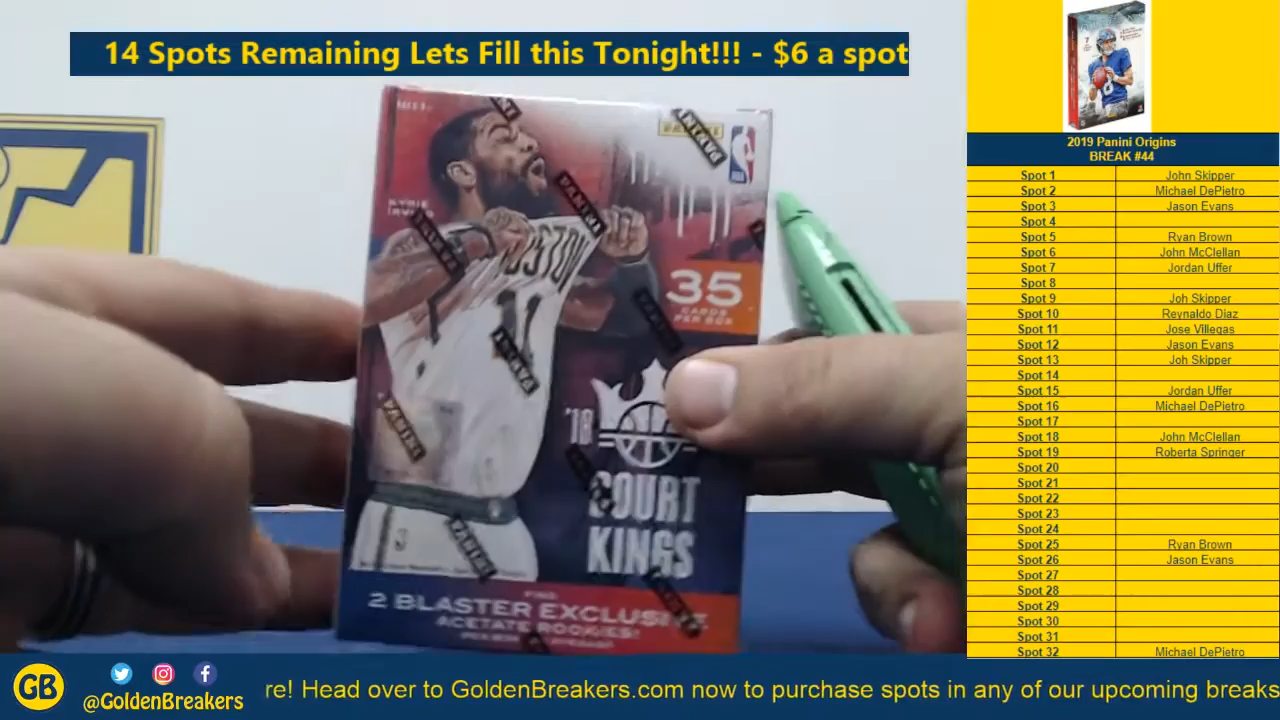 14 Spots Remaining Lets Fill this Tonight!!! - $6 a spot
2019 Panini Origins
BREAK #44
Spot 1 John Skipper
Spot 2 Michael DePietro
Spot 3 Jason Evans
Spot 4
Spot 5 Ryan Brown
Spot 6 John McClellan
Spot 7 Jordan Uffer
Spot 8
Spot 9 Joh Skipper
Spot 10 Reynaldo Diaz
Spot 11 Jose Villegas
Spot 12 Jason Evans
Spot 13 Joh Skipper
Spot 14
Spot 15 Jordan Uffer
Spot 16 Michael DePietro
Spot 17
Spot 18 John McClellan
Spot 19 Roberta Springer
Spot 20
Spot 21
Spot 22
Spot 23
Spot 24
Spot 25 Ryan Brown
Spot 26 Jason Evans
Spot 27
Spot 28
Spot 29
Spot 30
Spot 31
Spot 32 Michael DePietro
PANINI
KYRIE
35
CARDS
PER BOX
11
'18
COURT
KINGS
FIND
2 BLASTER EXCLUSIVE
ACETATE ROOKIES!
GB
@GoldenBreakers
re! Head over to GoldenBreakers.com now to purchase spots in any of our upcoming breaks